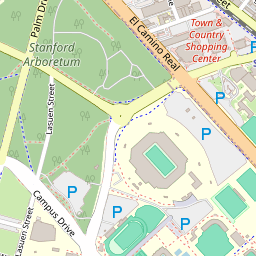 Palm Dr
El Camino Real
Town &
Country
Shopping
Center
Stanford
Arboretum
Lasuen Street
P
P
P
P
P
Campus Drive
Lasuen Street